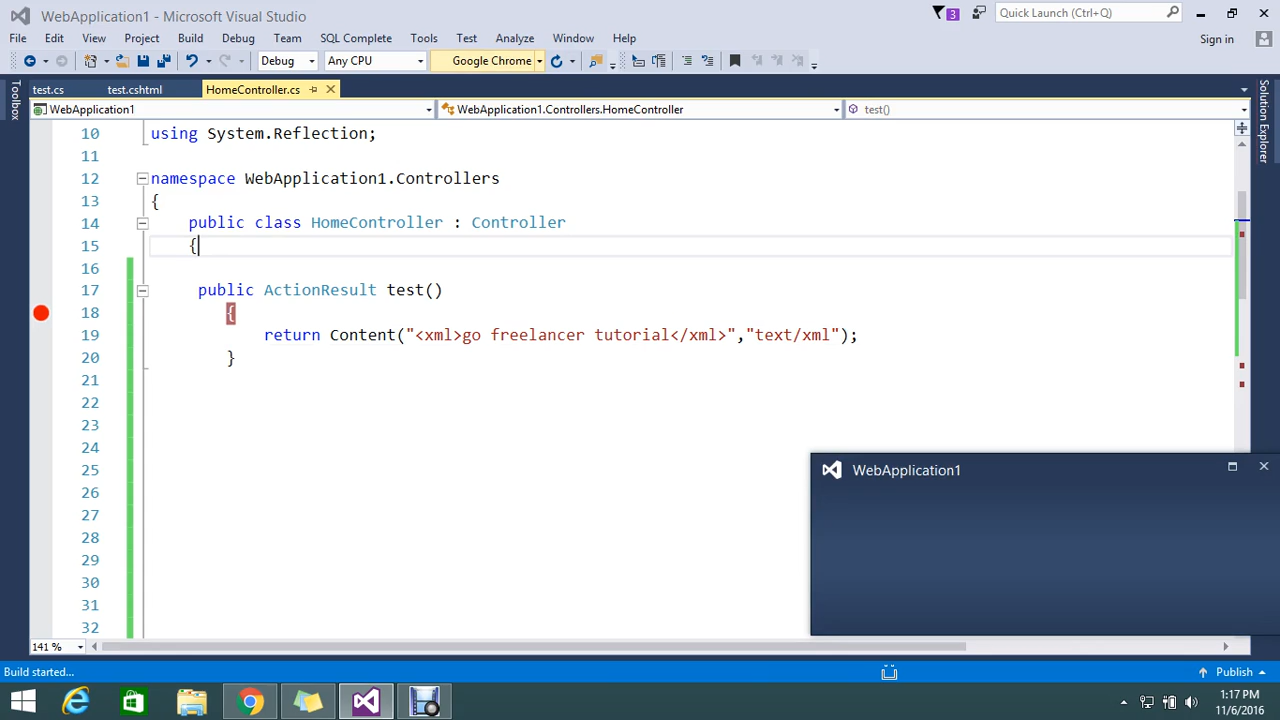 WebApplication1 - Microsoft Visual Studio
3
Quick Launch (Ctrl+Q)
File Edit View Project Build Debug Team SQL Complete Tools Test Analyze Window Help
Sign in
Debug Any CPU Google Chrome
Toolbox
test.cs test.cshtml HomeController.cs
WebApplication1 WebApplication1.Controllers.HomeController test()
Solution Explorer
10 using System.Reflection;
11
12 namespace WebApplication1.Controllers
13 {
14 public class HomeController : Controller
15 {
16
17 public ActionResult test()
18 {
19 return Content("<xml>go freelancer tutorial</xml>","text/xml");
20 }
21
22
23
24
25
26
27
28
29
30
31
32
WebApplication1
141 %
Build started...
Publish
1:17 PM
11/6/2016